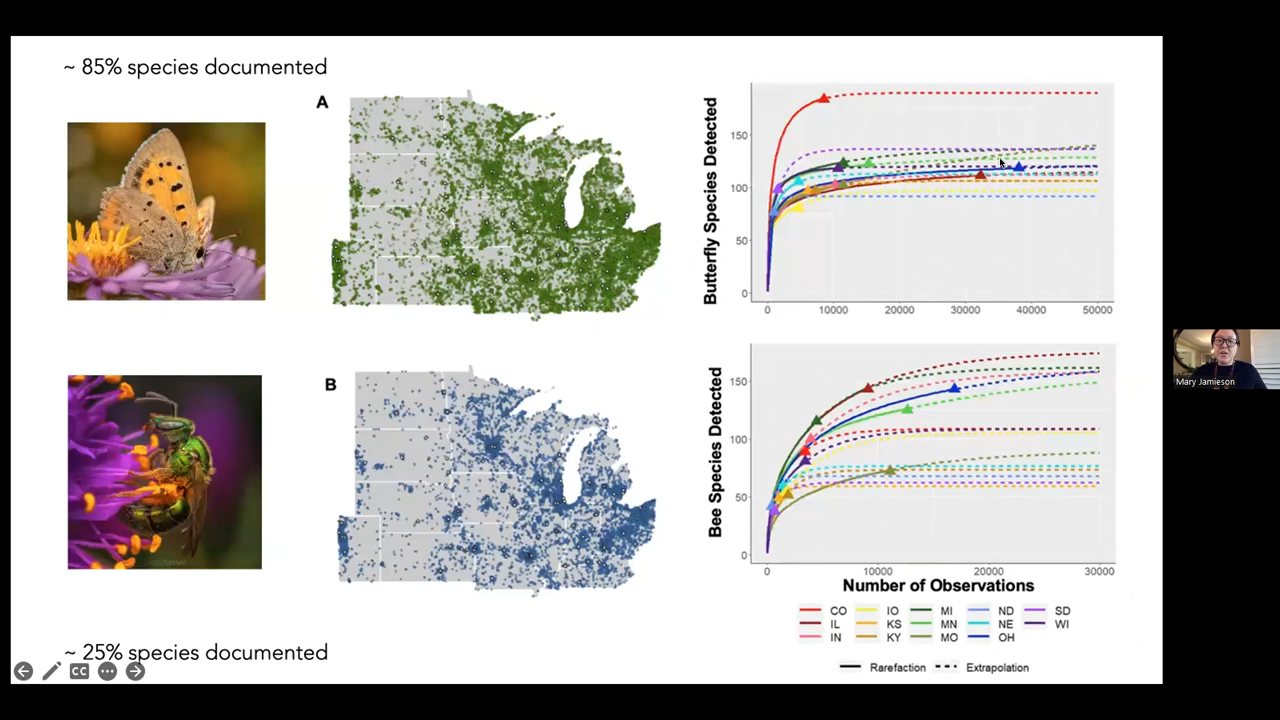 ~ 85% species documented
A
Butterfly Species Detected
150
100
50
0
0 10000 20000 30000 40000 50000
B
Bee Species Detected
150
100
50
0
0 10000 20000 30000
Number of Observations
CO IO MI ND SD
IL KS MN NE WI
IN KY MO OH
Rarefaction Extrapolation
~ 25% species documented
CC
Mary Jamieson